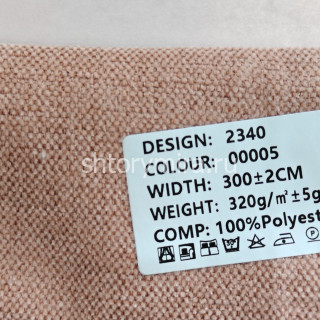 DESIGN: 2340
COLOUR: 00005
WIDTH: 300±2CM
WEIGHT: 320g/㎡±5g
COMP: 100%Polyest